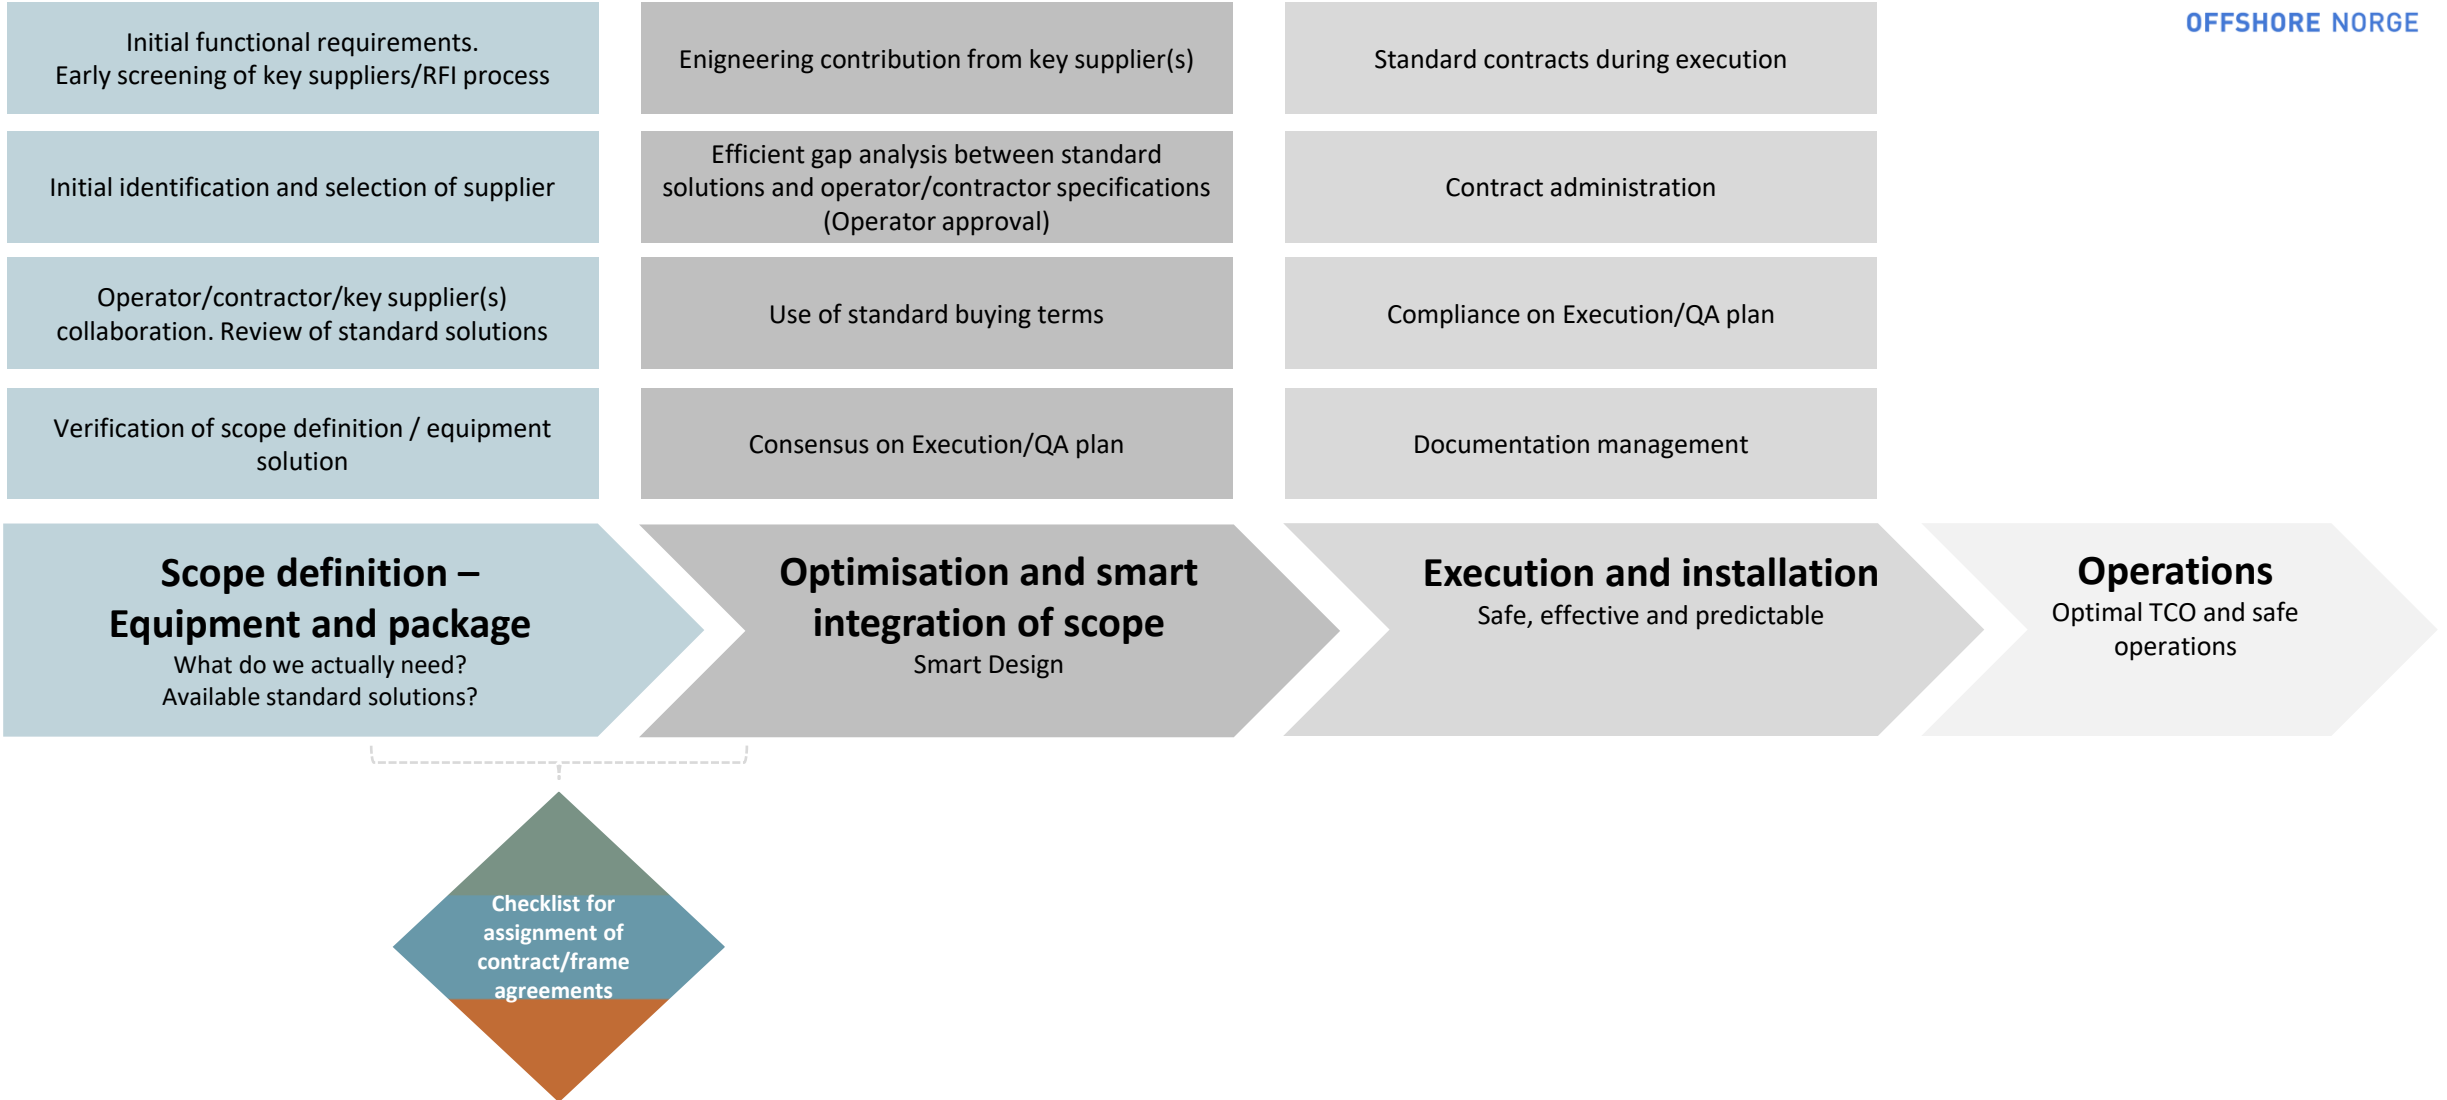 OFFSHORE NORGE
Initial functional requirements.
Early screening of key suppliers/RFI process
Enigneering contribution from key supplier(s)
Standard contracts during execution
Initial identification and selection of supplier
Efficient gap analysis between standard
solutions and operator/contractor specifications
(Operator approval)
Contract administration
Operator/contractor/key supplier(s)
collaboration. Review of standard solutions
Use of standard buying terms
Compliance on Execution/QA plan
Verification of scope definition / equipment
solution
Consensus on Execution/QA plan
Documentation management
Scope definition –
Equipment and package
What do we actually need?
Available standard solutions?
Optimisation and smart
integration of scope
Smart Design
Execution and installation
Safe, effective and predictable
Operations
Optimal TCO and safe
operations
Checklist for
assignment of
contract/frame
agreements